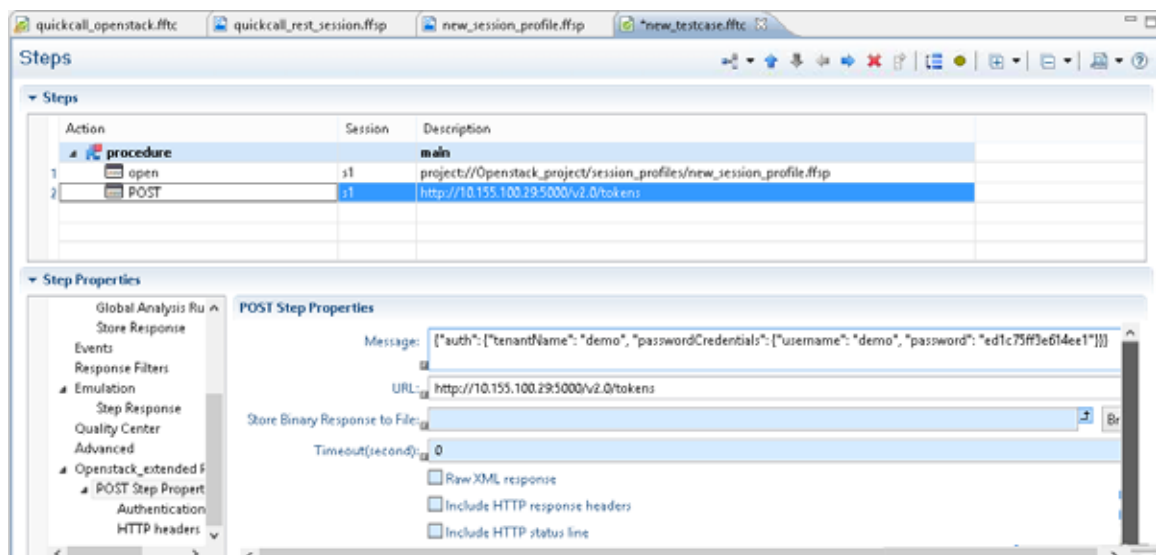 quickcall_openstack.fftc quickcall_rest_session.ffsp new_session_profile.ffsp *new_testcase.fftc
Steps
Steps
Action Session Description
procedure main
1 open s1 project://Openstack_project/session_profiles/new_session_profile.ffsp
2 POST s1 http://10.155.100.29:5000/v2.0/tokens
Step Properties
Global Analysis Ru
Store Response
Events
Response Filters
Emulation
Step Response
Quality Center
Advanced
Openstack_extended F
POST Step Propert
Authentication
HTTP headers
POST Step Properties
Message: {"auth": {"tenantName": "demo", "passwordCredentials": {"username": "demo", "password": "ed1c75ff3e614ee1"}}}
URL: http://10.155.100.29:5000/v2.0/tokens
Store Binary Response to File: Br
Timeout(second): 0
Raw XML response
Include HTTP response headers
Include HTTP status line